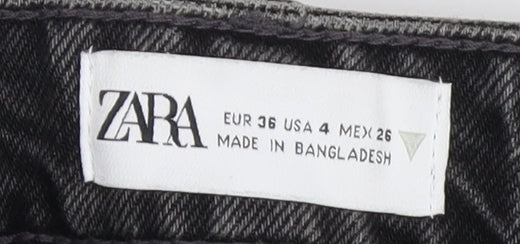 ZARA
EUR 36 USA 4 MEX 26
MADE IN BANGLADESH